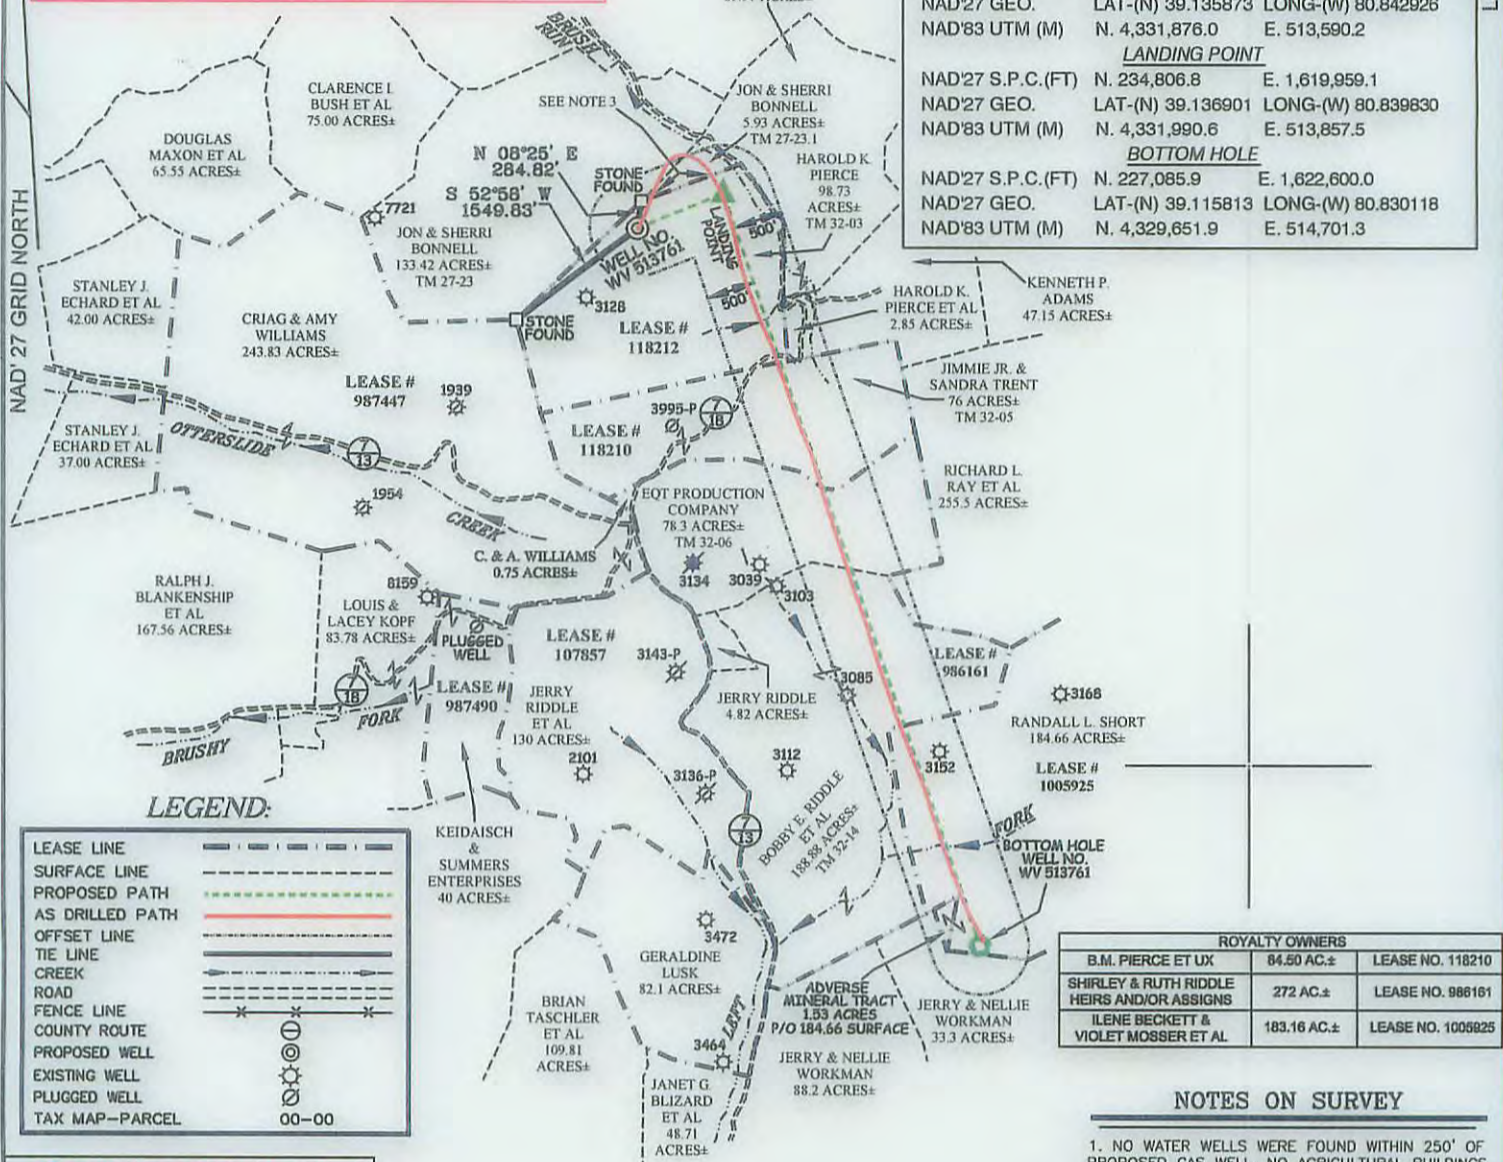 NAD'27 GEO. LAT-(N) 39.135873 LONG-(W) 80.842926
NAD'83 UTM (M) N. 4,331,876.0 E. 513,590.2
LANDING POINT
NAD'27 S.P.C.(FT) N. 234,806.8 E. 1,619,959.1
NAD'27 GEO. LAT-(N) 39.136901 LONG-(W) 80.839830
NAD'83 UTM (M) N. 4,331,990.6 E. 513,857.5
BOTTOM HOLE
NAD'27 S.P.C.(FT) N. 227,085.9 E. 1,622,600.0
NAD'27 GEO. LAT-(N) 39.115813 LONG-(W) 80.830118
NAD'83 UTM (M) N. 4,329,651.9 E. 514,701.3
NAD'27 GRID NORTH
BRUSH
RUN
CLARENCE I.
BUSH ET AL
75.00 ACRES±
DOUGLAS
MAXON ET AL
65.55 ACRES±
SEE NOTE 3
JON & SHERRI
BONNELL
5.93 ACRES±
TM 27-23.1
HAROLD K.
PIERCE
98.73
ACRES±
TM 32-03
N 08°25' E
284.82'
S 52°58' W
1549.83'
STONE
FOUND
7721
JON & SHERRI
BONNELL
133.42 ACRES±
TM 27-23
WELL NO.
WV 513761
LANDING
POINT
500'
500'
STANLEY J.
ECHARD ET AL
42.00 ACRES±
CRIAG & AMY
WILLIAMS
243.83 ACRES±
3128
STONE
FOUND
LEASE #
118212
HAROLD K.
PIERCE ET AL
2.85 ACRES±
KENNETH P.
ADAMS
47.15 ACRES±
JIMMIE JR. &
SANDRA TRENT
76 ACRES±
TM 32-05
LEASE #
987447
1939
3995-P
7
18
LEASE #
118210
STANLEY J.
ECHARD ET AL
37.00 ACRES±
OTTERSLIDE
7
13
CREEK
1954
RICHARD L.
RAY ET AL
255.5 ACRES±
EQT PRODUCTION
COMPANY
78.3 ACRES±
TM 32-06
C. & A. WILLIAMS
0.75 ACRES±
3134
3039
3103
RALPH J.
BLANKENSHIP
ET AL
167.56 ACRES±
8159
LOUIS &
LACEY KOPF
83.78 ACRES±
PLUGGED
WELL
LEASE #
107857
3143-P
LEASE #
986161
3085
3168
7
18
LEASE #
987490
JERRY
RIDDLE
ET AL
130 ACRES±
JERRY RIDDLE
4.82 ACRES±
RANDALL L. SHORT
184.66 ACRES±
BRUSHY
FORK
2101
3136-P
3112
3152
LEASE #
1005925
7
13
BOBBY E. RIDDLE
ET AL
188.88 ACRES±
TM 32-14
FORK
BOTTOM HOLE
WELL NO.
WV 513761
KEIDAISCH
&
SUMMERS
ENTERPRISES
40 ACRES±
3472
GERALDINE
LUSK
82.1 ACRES±
BRIAN
TASCHLER
ET AL
109.81
ACRES±
ADVERSE
MINERAL TRACT
1.53 ACRES
P/O 184.66 SURFACE
JERRY & NELLIE
WORKMAN
33.3 ACRES±
3464
LEFT
JERRY & NELLIE
WORKMAN
88.2 ACRES±
JANET G.
BLIZARD
ET AL
48.71
ACRES±
LEGEND:
LEASE LINE
SURFACE LINE
PROPOSED PATH
AS DRILLED PATH
OFFSET LINE
TIE LINE
CREEK
ROAD
FENCE LINE
COUNTY ROUTE
PROPOSED WELL
EXISTING WELL
PLUGGED WELL
TAX MAP-PARCEL 00-00
ROYALTY OWNERS
B.M. PIERCE ET UX 84.50 AC.± LEASE NO. 118210
SHIRLEY & RUTH RIDDLE
HEIRS AND/OR ASSIGNS 272 AC.± LEASE NO. 986161
ILENE BECKETT &
VIOLET MOSSER ET AL 183.16 AC.± LEASE NO. 1005925
NOTES ON SURVEY
1. NO WATER WELLS WERE FOUND WITHIN 250' OF
PROPOSED GAS WELL. NO AGRICULTURAL BUILDINGS